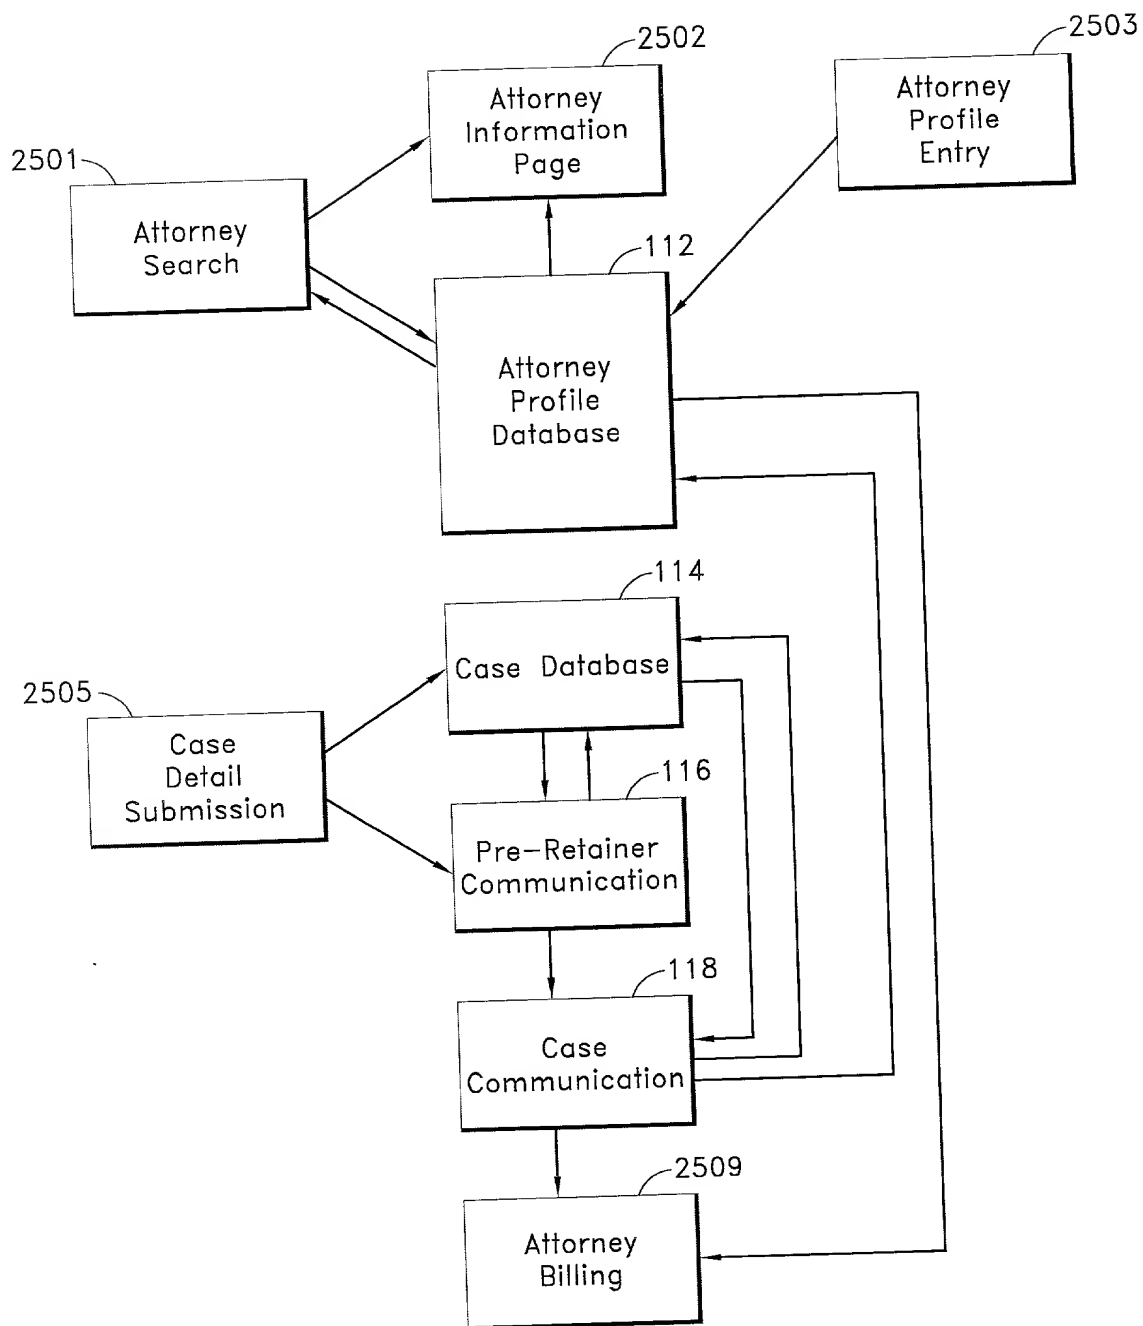 2502
Attorney
Information
Page
2503
Attorney
Profile
Entry
2501
Attorney
Search
112
Attorney
Profile
Database
114
Case Database
2505
Case
Detail
Submission
116
Pre-Retainer
Communication
118
Case
Communication
2509
Attorney
Billing